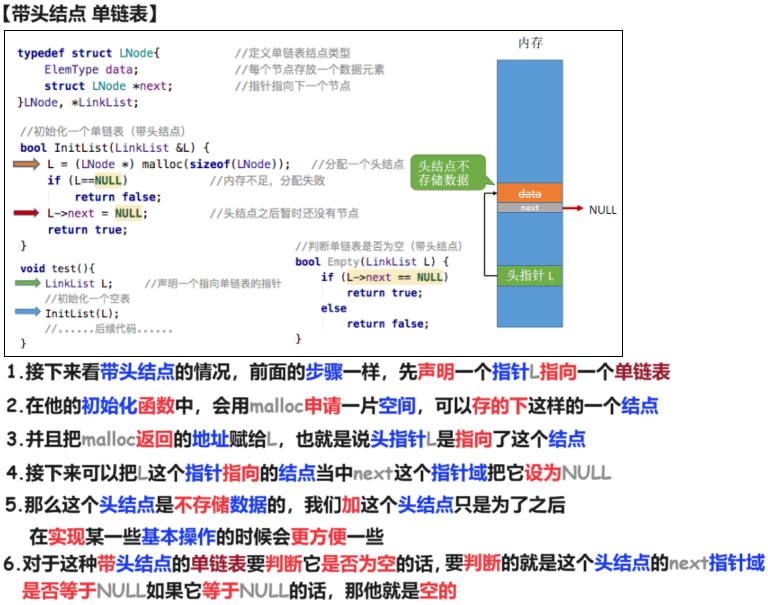 【带头结点 单链表】
typedef struct LNode{ //定义单链表结点类型
ElemType data; //每个节点存放一个数据元素
struct LNode *next; //指针指向下一个节点
}LNode, *LinkList;
//初始化一个单链表（带头结点）
bool InitList(LinkList &L) {
L = (LNode *) malloc(sizeof(LNode)); //分配一个头结点
if (L==NULL) //内存不足，分配失败
return false;
L->next = NULL; //头结点之后暂时还没有节点
return true;
}
void test(){
LinkList L; //声明一个指向单链表的指针
//初始化一个空表
InitList(L);
//......后续代码......
}
//判断单链表是否为空（带头结点）
bool Empty(LinkList L) {
if (L->next == NULL)
return true;
else
return false;
}
内存
头结点不
存储数据
data
next
NULL
头指针 L
1.接下来看带头结点的情况，前面的步骤一样，先声明一个指针L指向一个单链表
2.在他的初始化函数中，会用malloc申请一片空间，可以存的下这样的一个结点
3.并且把malloc返回的地址赋给L，也就是说头指针L是指向了这个结点
4.接下来可以把L这个指针指向的结点当中next这个指针域把它设为NULL
5.那么这个头结点是不存储数据的，我们加这个头结点只是为了之后
在实现某一些基本操作的时候会更方便一些
6.对于这种带头结点的单链表要判断它是否为空的话，要判断的就是这个头结点的next指针域
是否等于NULL如果它等于NULL的话，那他就是空的